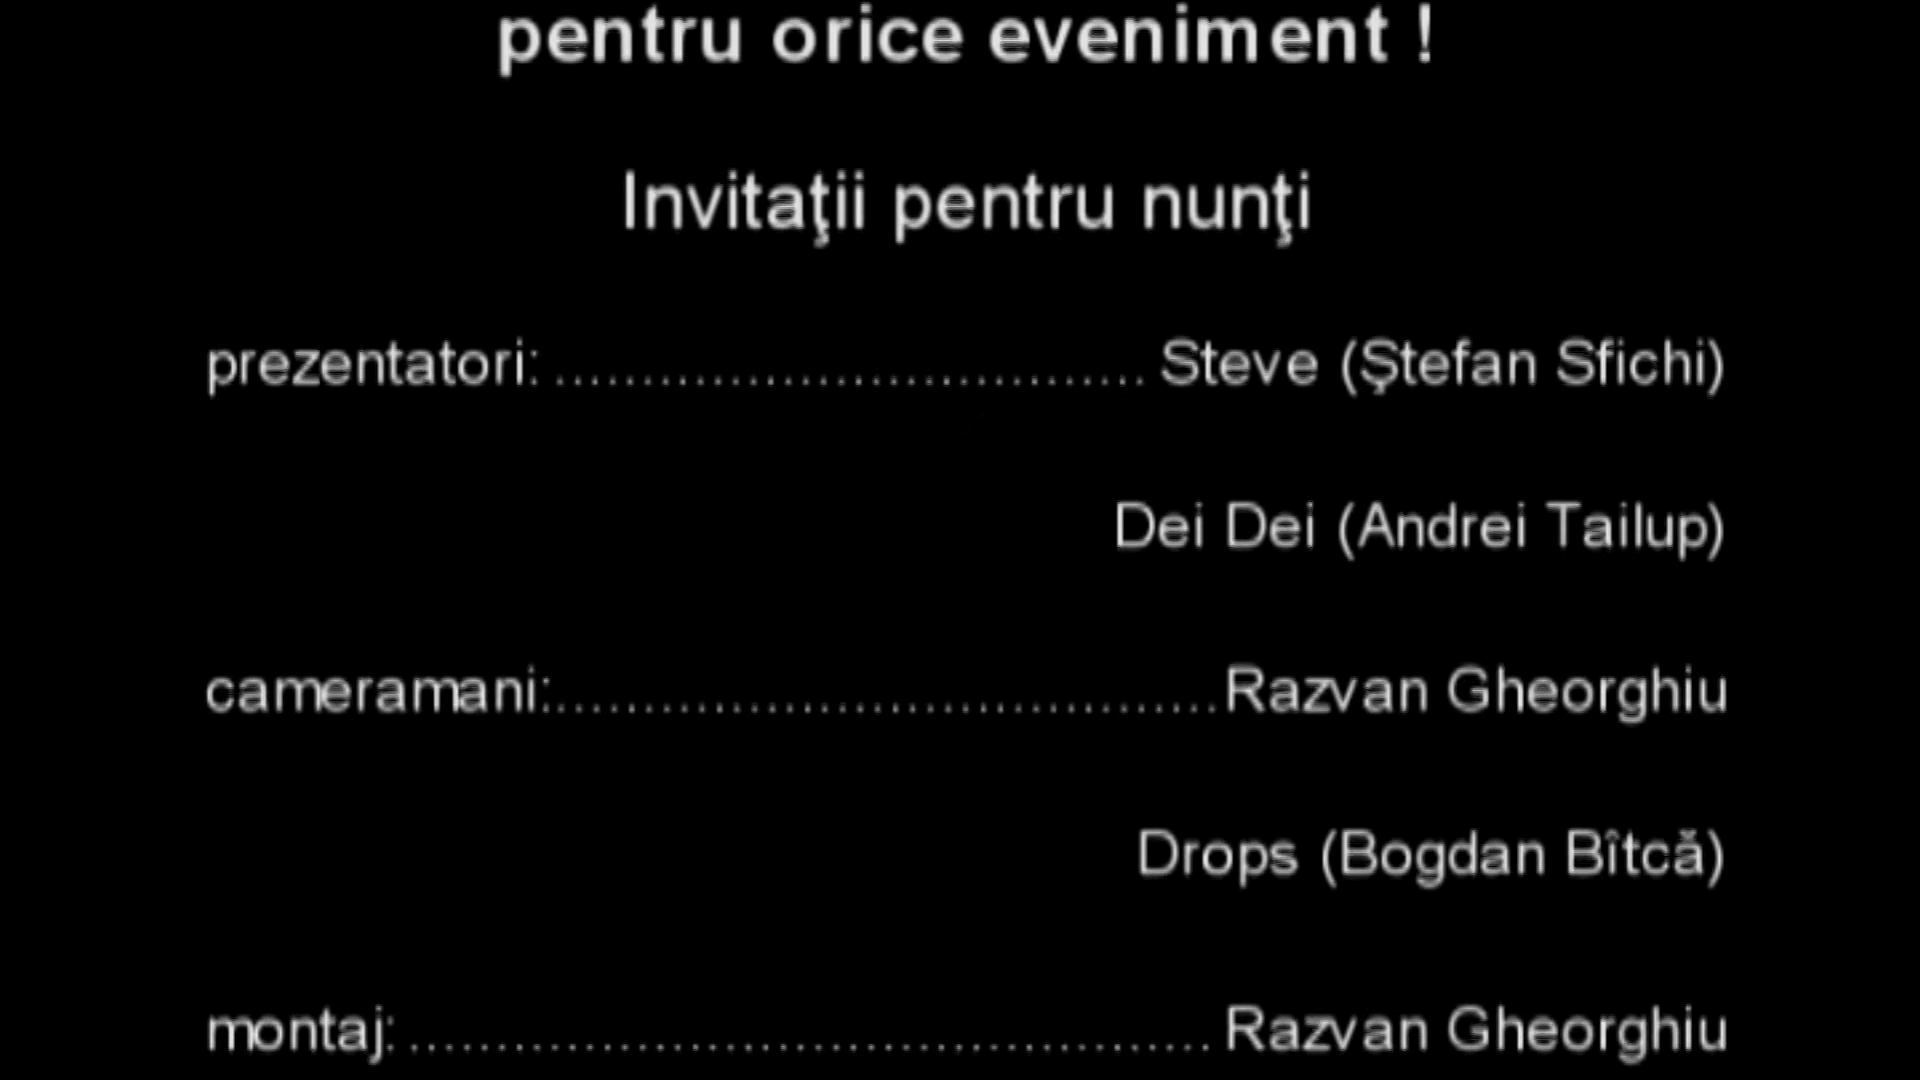 pentru orice eveniment !
Invitaţii pentru nunţi
prezentatori: .................................. Steve (Ştefan Sfichi)
Dei Dei (Andrei Tailup)
cameramani:...................................... Razvan Gheorghiu
Drops (Bogdan Bîtcă)
montaj: .............................................. Razvan Gheorghiu